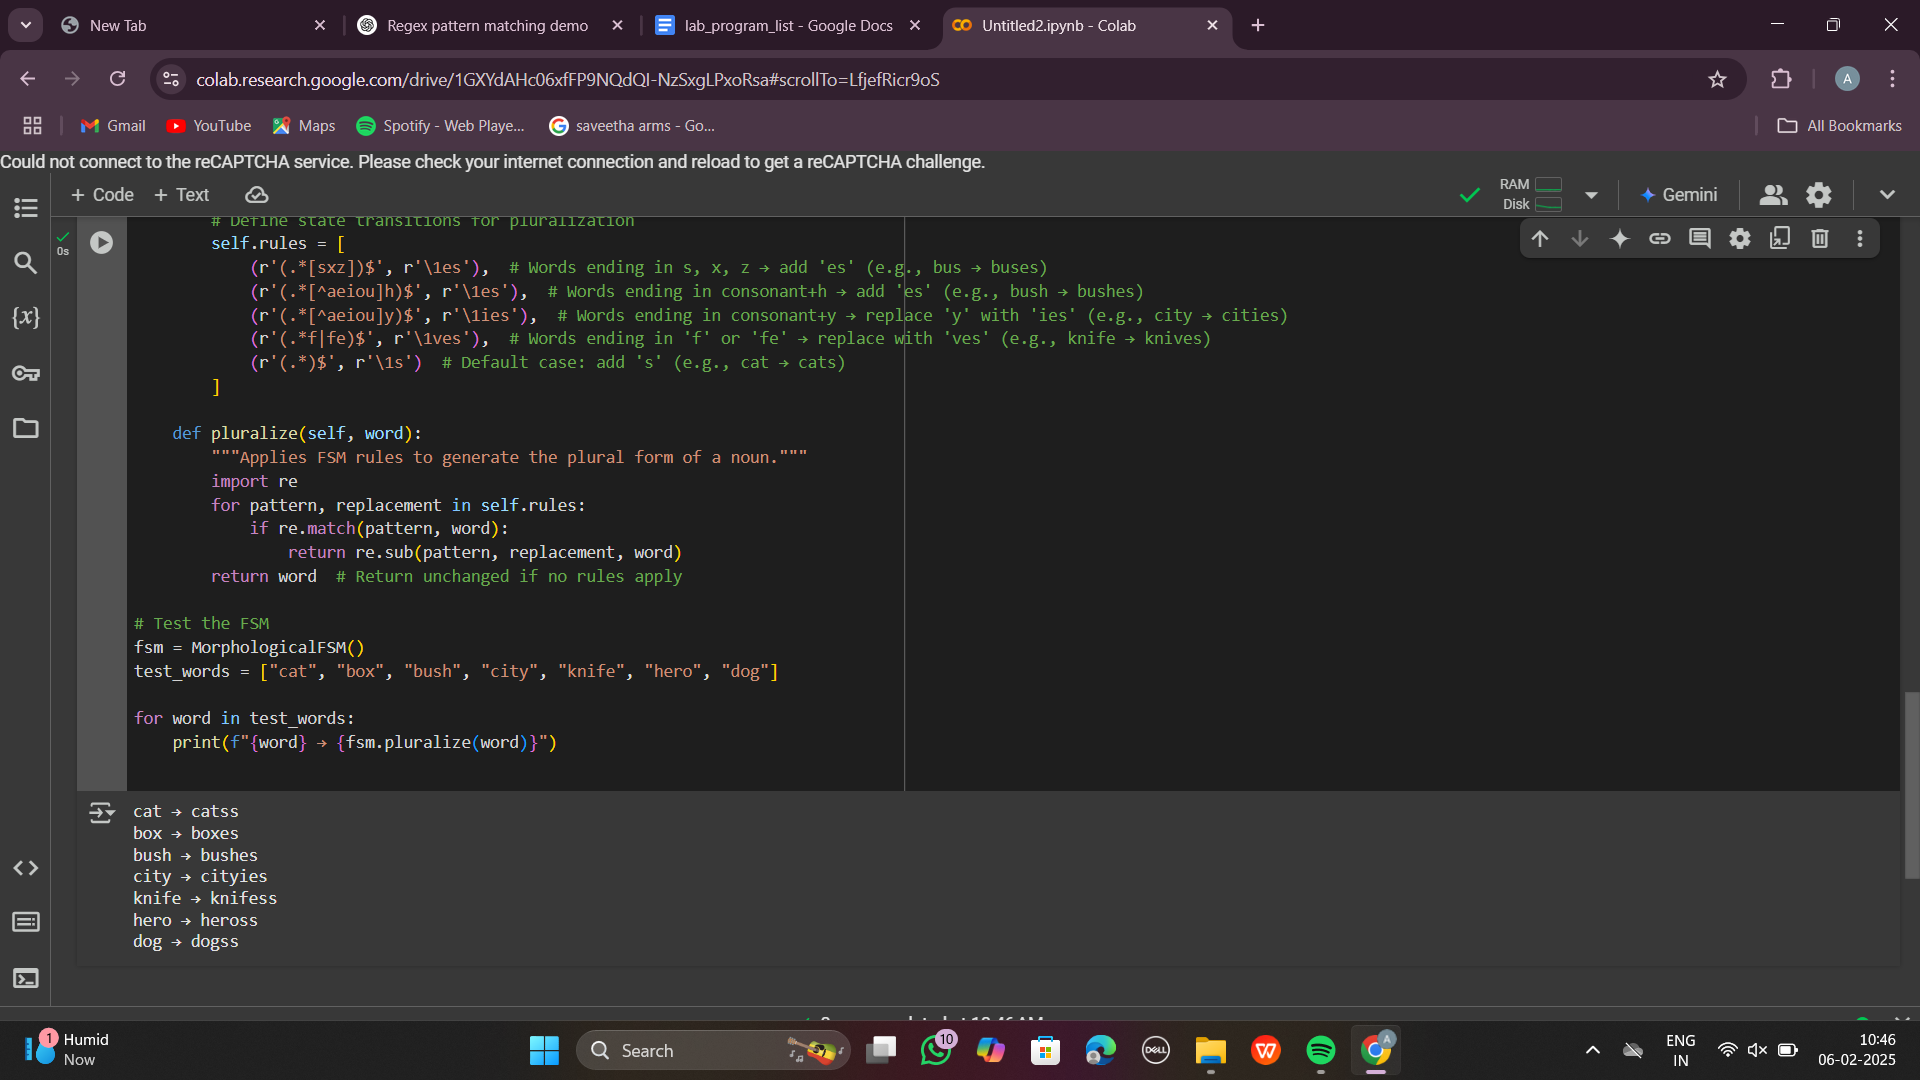 New Tab
Regex pattern matching demo
lab_program_list - Google Docs
Untitled2.ipynb - Colab
colab.research.google.com/drive/1GXYdAHc06xfFP9NQdQI-NzSxgLPxoRsa#scrollTo=LfjefRicr9oS
A
Gmail
YouTube
Maps
Spotify - Web Playe...
saveetha arms - Go...
All Bookmarks
Could not connect to the reCAPTCHA service. Please check your internet connection and reload to get a reCAPTCHA challenge.
+ Code + Text
RAM
Disk
Gemini
0s
# Define state transitions for pluralization
self.rules = [
(r'(.*[sxz])$', r'\1es'),  # Words ending in s, x, z → add 'es' (e.g., bus → buses)
(r'(.*[^aeiou]h)$', r'\1es'),  # Words ending in consonant+h → add 'es' (e.g., bush → bushes)
(r'(.*[^aeiou]y)$', r'\1ies'),  # Words ending in consonant+y → replace 'y' with 'ies' (e.g., city → cities)
(r'(.*f|fe)$', r'\1ves'),  # Words ending in 'f' or 'fe' → replace with 'ves' (e.g., knife → knives)
(r'(.*)$', r'\1s')  # Default case: add 's' (e.g., cat → cats)
]
def pluralize(self, word):
"""Applies FSM rules to generate the plural form of a noun."""
import re
for pattern, replacement in self.rules:
if re.match(pattern, word):
return re.sub(pattern, replacement, word)
return word  # Return unchanged if no rules apply
# Test the FSM
fsm = MorphologicalFSM()
test_words = ["cat", "box", "bush", "city", "knife", "hero", "dog"]
for word in test_words:
print(f"{word} → {fsm.pluralize(word)}")
cat → catss
box → boxes
bush → bushes
city → cityies
knife → knifess
hero → heross
dog → dogss
1
Humid
Now
Search
10
DELL
A
ENG
IN
10:46
06-02-2025